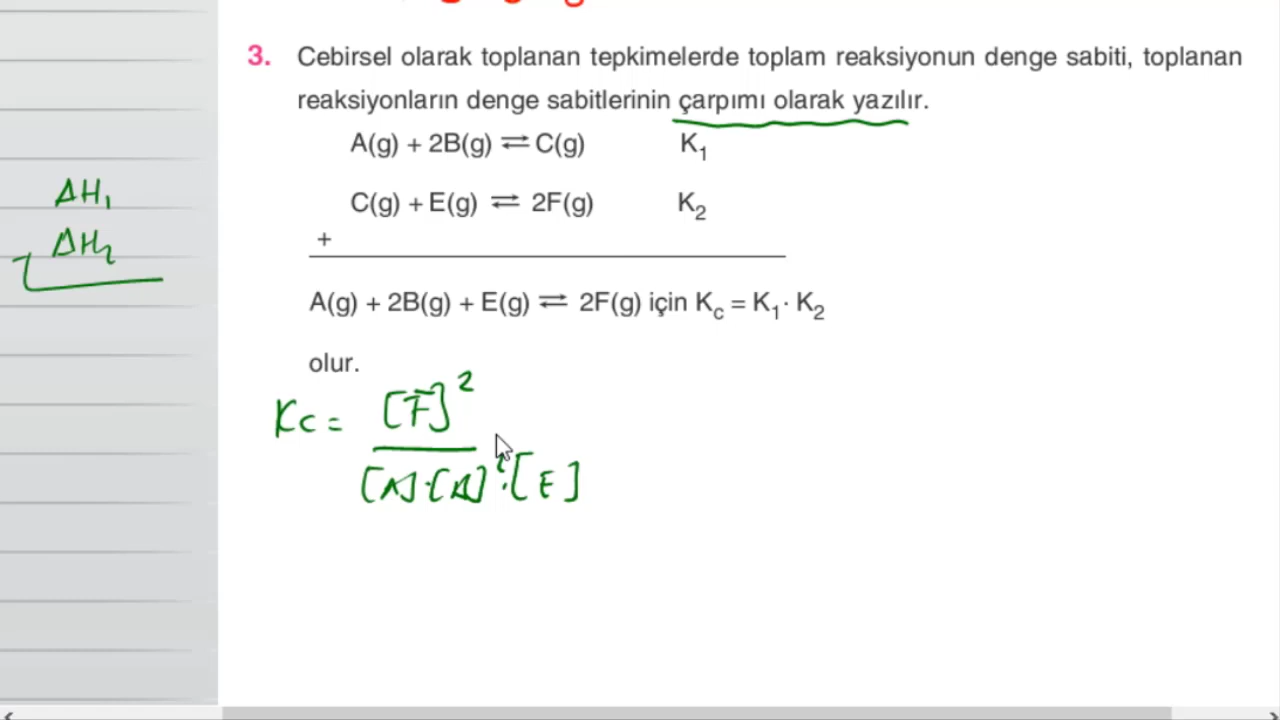 3. Cebirsel olarak toplanan tepkimelerde toplam reaksiyonun denge sabiti, toplanan
reaksiyonların denge sabitlerinin çarpımı olarak yazılır.
A(g) + 2B(g) ⇌ C(g) K₁
C(g) + E(g) ⇌ 2F(g) K₂
+
A(g) + 2B(g) + E(g) ⇌ 2F(g) için K_c = K₁ · K₂
olur.
ΔH₁
ΔH₂
Kc = [F]²
[A].[B]².[E]